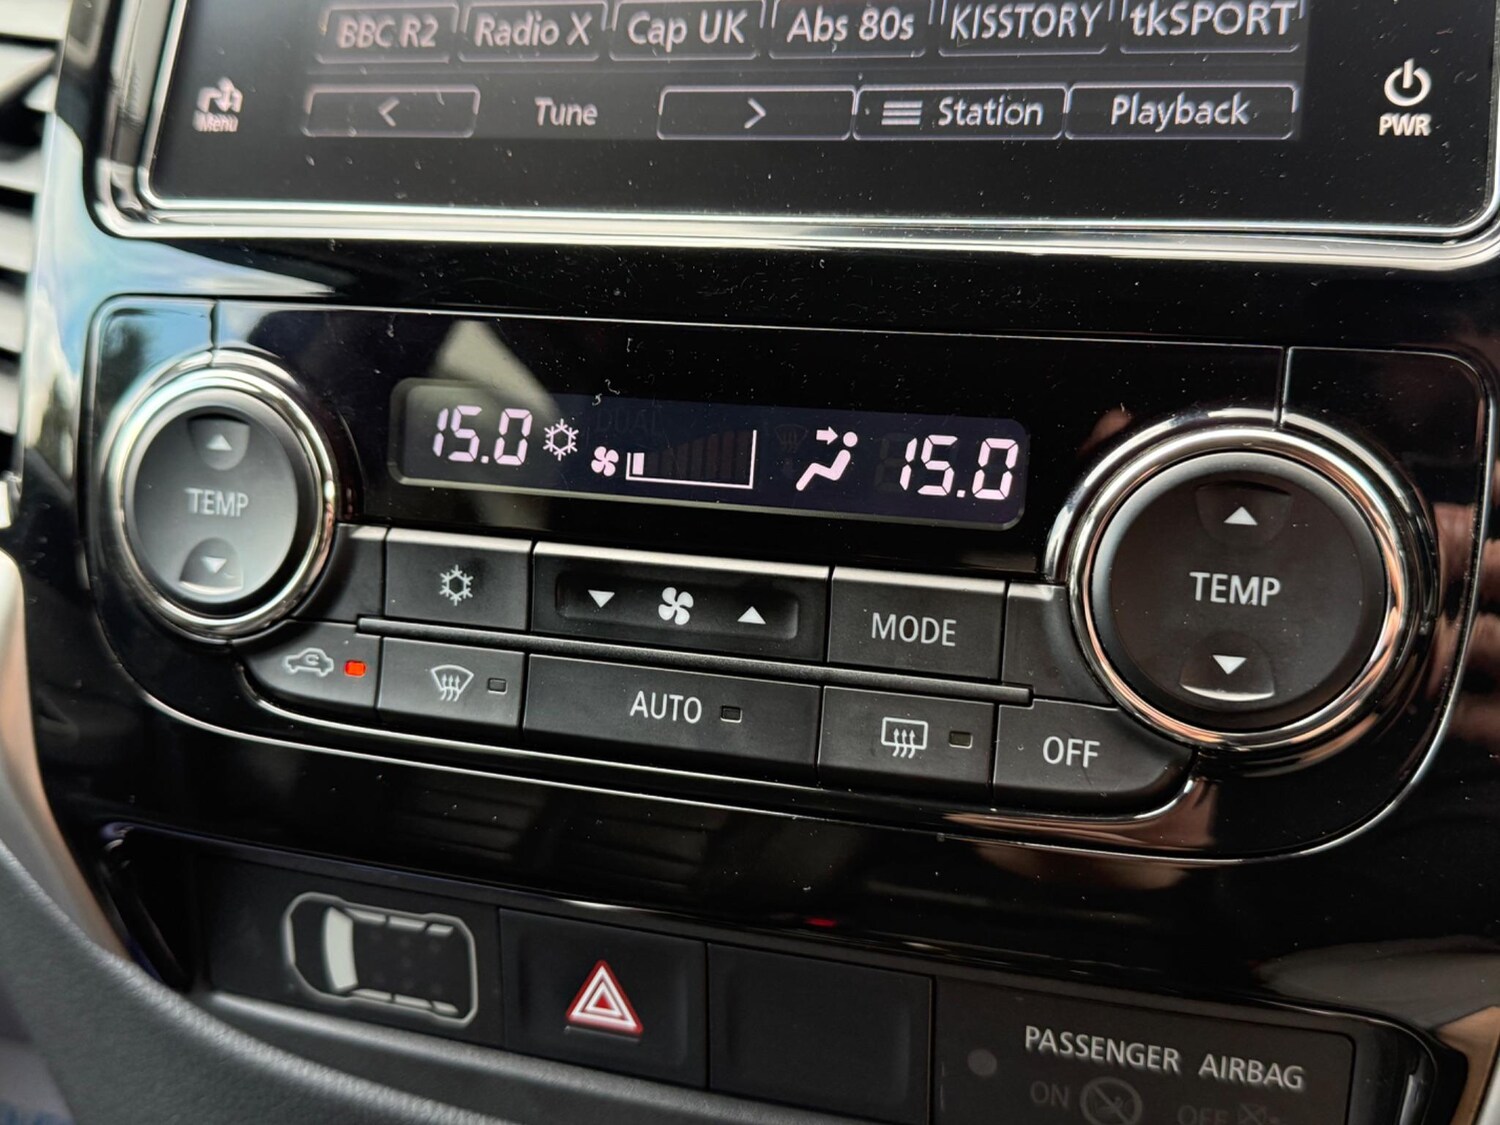 BBC R2 Radio X Cap UK Abs 80s KISSTORY tkSPORT
Menu < Tune > Station Playback PWR
15.0 15.0
TEMP
TEMP
MODE
AUTO
OFF
PASSENGER AIRBAG
ON OFF